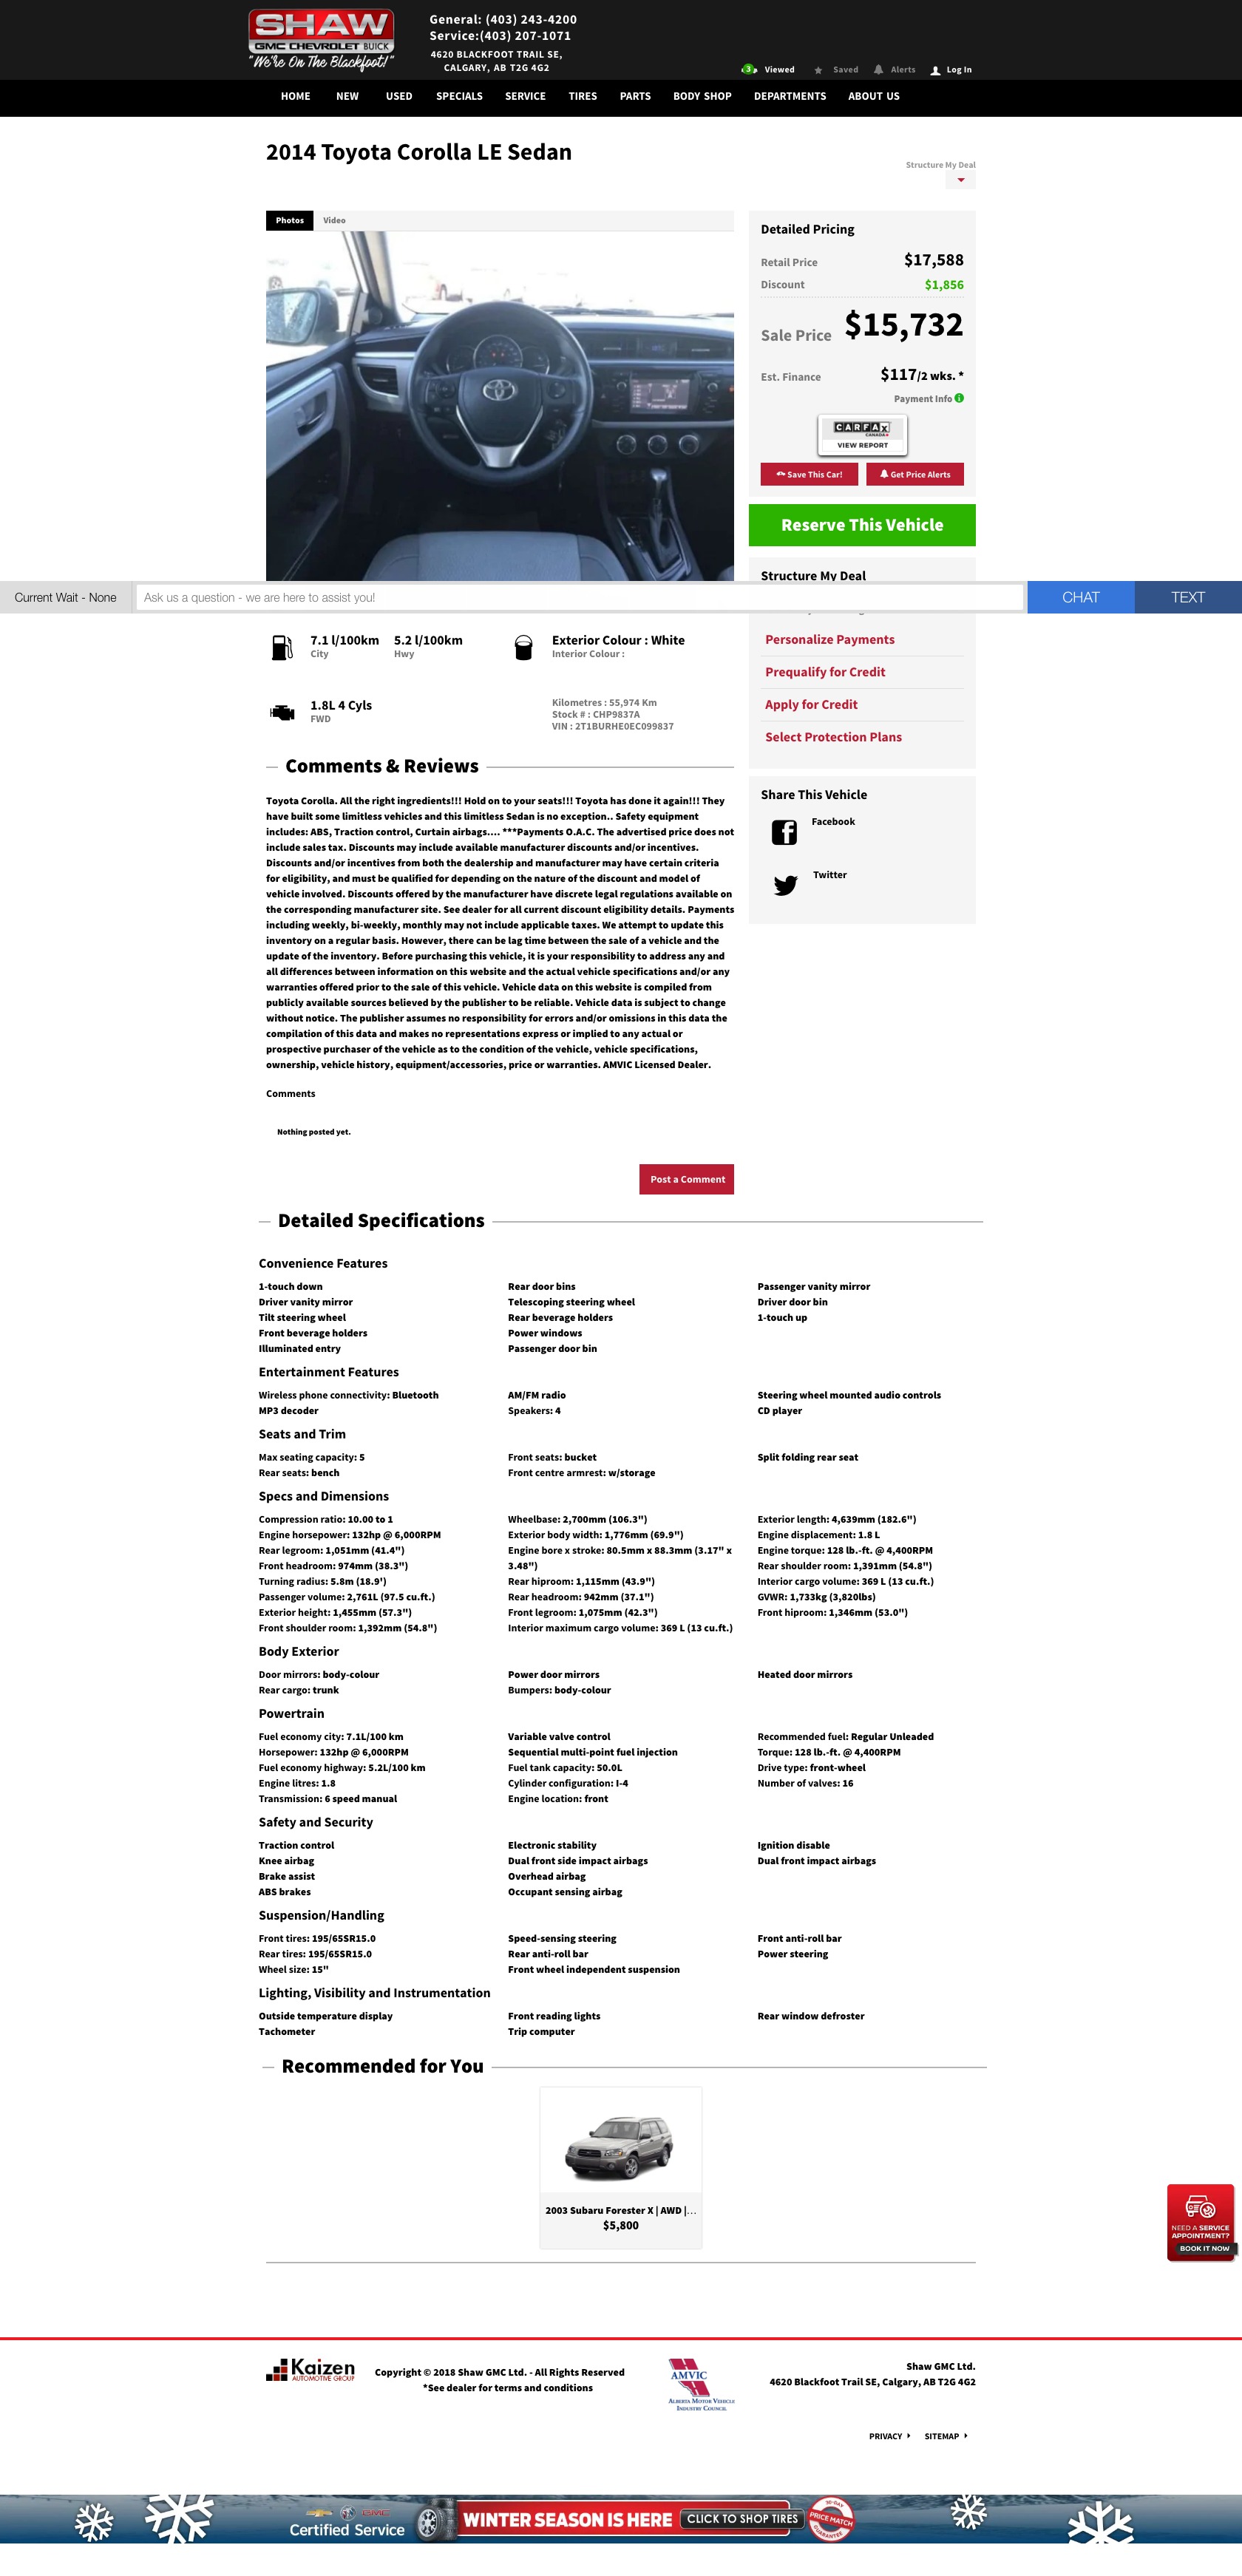 SHAW
GMC CHEVROLET BUICK
"We're On The Blackfoot!"
General: (403) 243-4200
Service:(403) 207-1071
4620 BLACKFOOT TRAIL SE,
CALGARY, AB T2G 4G2
3 Viewed Saved Alerts Log In
HOME NEW USED SPECIALS SERVICE TIRES PARTS BODY SHOP DEPARTMENTS ABOUT US
2014 Toyota Corolla LE Sedan
Structure My Deal
Photos Video
Detailed Pricing
Retail Price $17,588
Discount $1,856
Sale Price $15,732
Est. Finance $117/2 wks. *
Payment Info
CARFAX
CANADA
VIEW REPORT
Save This Car! Get Price Alerts
Reserve This Vehicle
Structure My Deal
Current Wait - None Ask us a question - we are here to assist you! CHAT TEXT
Personalize Payments
Prequalify for Credit
Apply for Credit
Select Protection Plans
7.1 l/100km 5.2 l/100km Exterior Colour : White
City Hwy Interior Colour :
1.8L 4 Cyls
FWD
Kilometres : 55,974 Km
Stock # : CHP9837A
VIN : 2T1BURHE0EC099837
Share This Vehicle
Facebook
Twitter
Comments & Reviews
Toyota Corolla. All the right ingredients!!! Hold on to your seats!!! Toyota has done it again!!! They
have built some limitless vehicles and this limitless Sedan is no exception.. Safety equipment
includes: ABS, Traction control, Curtain airbags.... ***Payments O.A.C. The advertised price does not
include sales tax. Discounts may include available manufacturer discounts and/or incentives.
Discounts and/or incentives from both the dealership and manufacturer may have certain criteria
for eligibility, and must be qualified for depending on the nature of the discount and model of
vehicle involved. Discounts offered by the manufacturer have discrete legal regulations available on
the corresponding manufacturer site. See dealer for all current discount eligibility details. Payments
including weekly, bi-weekly, monthly may not include applicable taxes. We attempt to update this
inventory on a regular basis. However, there can be lag time between the sale of a vehicle and the
update of the inventory. Before purchasing this vehicle, it is your responsibility to address any and
all differences between information on this website and the actual vehicle specifications and/or any
warranties offered prior to the sale of this vehicle. Vehicle data on this website is compiled from
publicly available sources believed by the publisher to be reliable. Vehicle data is subject to change
without notice. The publisher assumes no responsibility for errors and/or omissions in this data the
compilation of this data and makes no representations express or implied to any actual or
prospective purchaser of the vehicle as to the condition of the vehicle, vehicle specifications,
ownership, vehicle history, equipment/accessories, price or warranties. AMVIC Licensed Dealer.
Comments
Nothing posted yet.
Post a Comment
Detailed Specifications
Convenience Features
1-touch down Rear door bins Passenger vanity mirror
Driver vanity mirror Telescoping steering wheel Driver door bin
Tilt steering wheel Rear beverage holders 1-touch up
Front beverage holders Power windows
Illuminated entry Passenger door bin
Entertainment Features
Wireless phone connectivity: Bluetooth AM/FM radio Steering wheel mounted audio controls
MP3 decoder Speakers: 4 CD player
Seats and Trim
Max seating capacity: 5 Front seats: bucket Split folding rear seat
Rear seats: bench Front centre armrest: w/storage
Specs and Dimensions
Compression ratio: 10.00 to 1 Wheelbase: 2,700mm (106.3") Exterior length: 4,639mm (182.6")
Engine horsepower: 132hp @ 6,000RPM Exterior body width: 1,776mm (69.9") Engine displacement: 1.8 L
Rear legroom: 1,051mm (41.4") Engine bore x stroke: 80.5mm x 88.3mm (3.17" x Engine torque: 128 lb.-ft. @ 4,400RPM
Front headroom: 974mm (38.3") 3.48") Rear shoulder room: 1,391mm (54.8")
Turning radius: 5.8m (18.9') Rear hiproom: 1,115mm (43.9") Interior cargo volume: 369 L (13 cu.ft.)
Passenger volume: 2,761L (97.5 cu.ft.) Rear headroom: 942mm (37.1") GVWR: 1,733kg (3,820lbs)
Exterior height: 1,455mm (57.3") Front legroom: 1,075mm (42.3") Front hiproom: 1,346mm (53.0")
Front shoulder room: 1,392mm (54.8") Interior maximum cargo volume: 369 L (13 cu.ft.)
Body Exterior
Door mirrors: body-colour Power door mirrors Heated door mirrors
Rear cargo: trunk Bumpers: body-colour
Powertrain
Fuel economy city: 7.1L/100 km Variable valve control Recommended fuel: Regular Unleaded
Horsepower: 132hp @ 6,000RPM Sequential multi-point fuel injection Torque: 128 lb.-ft. @ 4,400RPM
Fuel economy highway: 5.2L/100 km Fuel tank capacity: 50.0L Drive type: front-wheel
Engine litres: 1.8 Cylinder configuration: I-4 Number of valves: 16
Transmission: 6 speed manual Engine location: front
Safety and Security
Traction control Electronic stability Ignition disable
Knee airbag Dual front side impact airbags Dual front impact airbags
Brake assist Overhead airbag
ABS brakes Occupant sensing airbag
Suspension/Handling
Front tires: 195/65SR15.0 Speed-sensing steering Front anti-roll bar
Rear tires: 195/65SR15.0 Rear anti-roll bar Power steering
Wheel size: 15" Front wheel independent suspension
Lighting, Visibility and Instrumentation
Outside temperature display Front reading lights Rear window defroster
Tachometer Trip computer
Recommended for You
2003 Subaru Forester X | AWD |...
$5,800
NEED A SERVICE
APPOINTMENT?
BOOK IT NOW
Kaizen
AUTOMOTIVE GROUP
Copyright © 2018 Shaw GMC Ltd. - All Rights Reserved
*See dealer for terms and conditions
AMVIC
ALBERTA MOTOR VEHICLE
INDUSTRY COUNCIL
Shaw GMC Ltd.
4620 Blackfoot Trail SE, Calgary, AB T2G 4G2
PRIVACY SITEMAP
GMC
Certified Service
WINTER SEASON IS HERE CLICK TO SHOP TIRES
30-DAY
PRICE MATCH
GUARANTEE